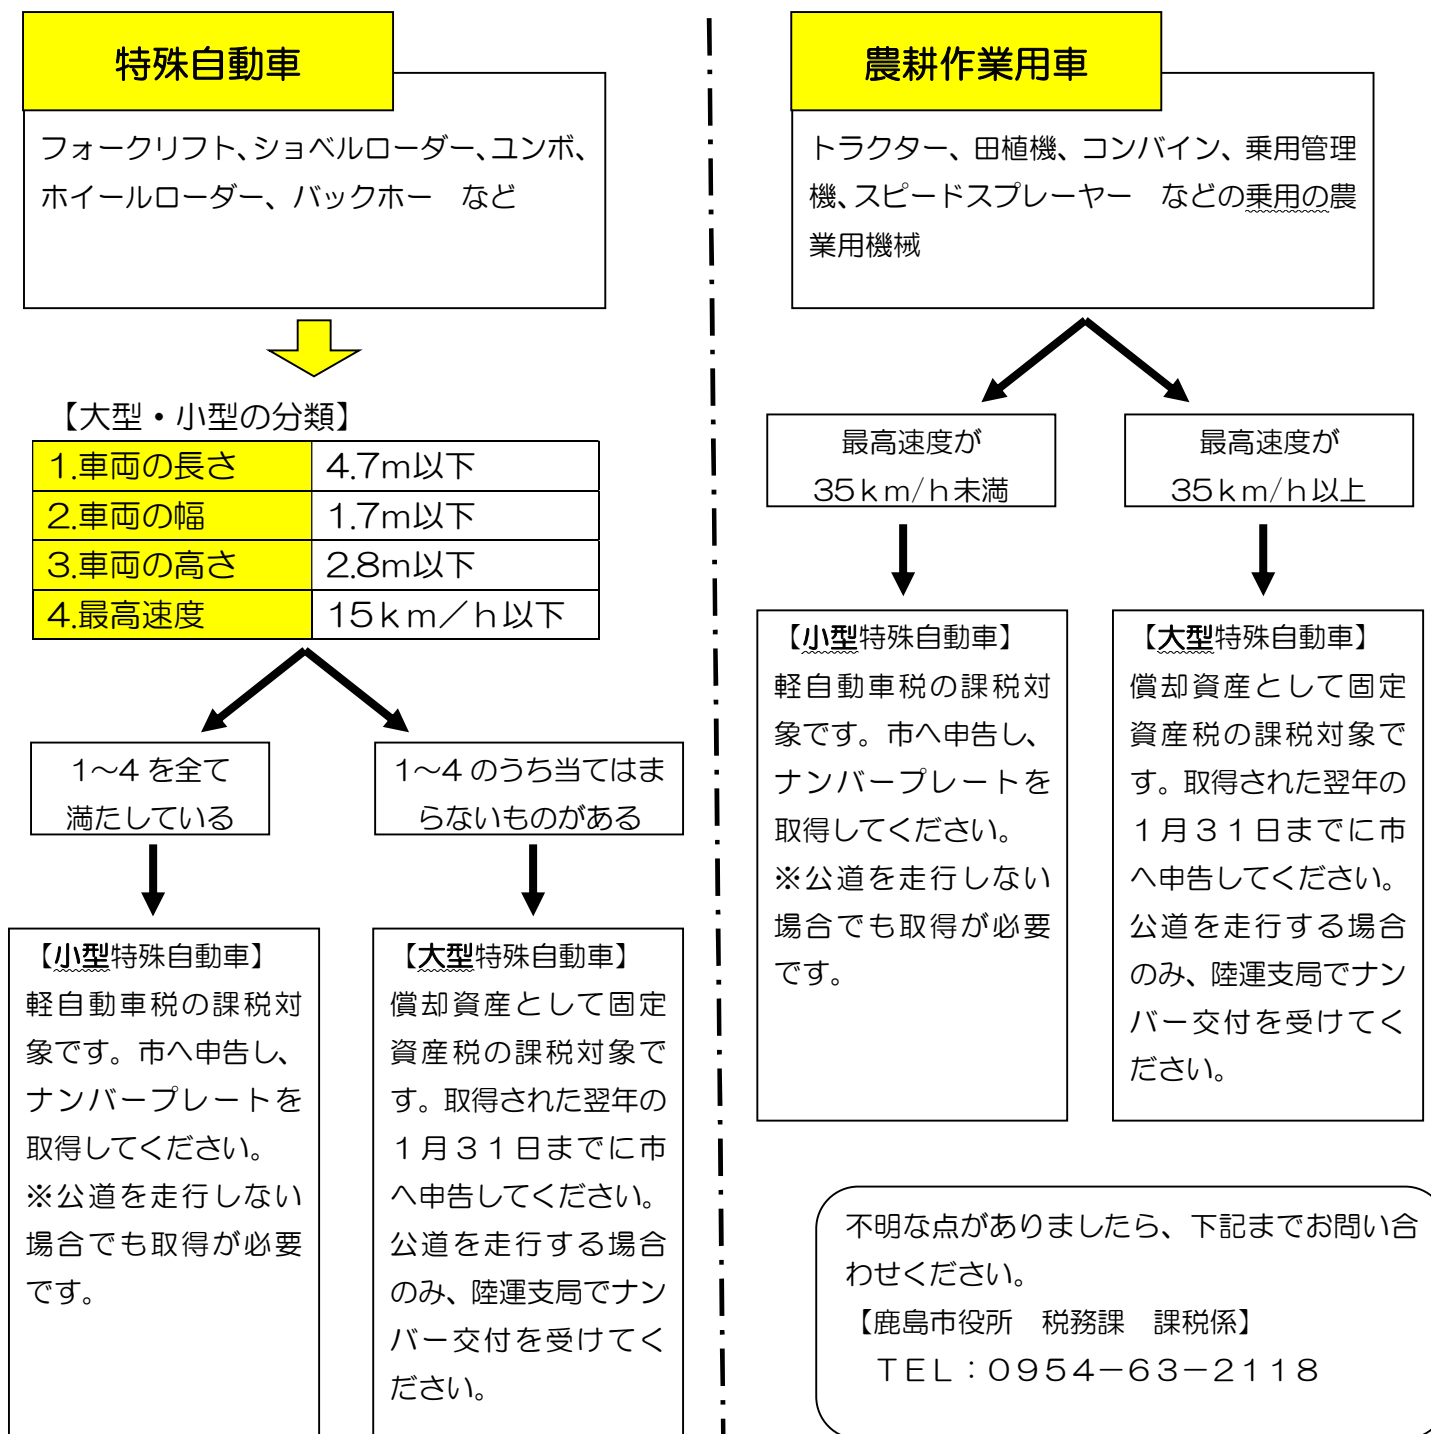 特殊自動車
フォークリフト、ショベルローダー、ユンボ、
ホイールローダー、バックホー　など
【大型・小型の分類】
1.車両の長さ 4.7m以下
2.車両の幅 1.7m以下
3.車両の高さ 2.8m以下
4.最高速度 15ｋｍ／ｈ以下
1～4 を全て
満たしている
1～4 のうち当てはま
らないものがある
【小型特殊自動車】
軽自動車税の課税対
象です。市へ申告し、
ナンバープレートを
取得してください。
※公道を走行しない
場合でも取得が必要
です。
【大型特殊自動車】
償却資産として固定
資産税の課税対象で
す。取得された翌年の
１月３１日までに市
へ申告してください。
公道を走行する場合
のみ、陸運支局でナン
バー交付を受けてく
ださい。
農耕作業用車
トラクター、田植機、コンバイン、乗用管理
機、スピードスプレーヤー　などの乗用の農
業用機械
最高速度が
35ｋｍ/ｈ未満
最高速度が
35ｋｍ/ｈ以上
【小型特殊自動車】
軽自動車税の課税対
象です。市へ申告し、
ナンバープレートを
取得してください。
※公道を走行しない
場合でも取得が必要
です。
【大型特殊自動車】
償却資産として固定
資産税の課税対象で
す。取得された翌年の
１月３１日までに市
へ申告してください。
公道を走行する場合
のみ、陸運支局でナン
バー交付を受けてく
ださい。
不明な点がありましたら、下記までお問い合
わせください。
【鹿島市役所　税務課　課税係】
ＴＥＬ：０９５４－６３－２１１８